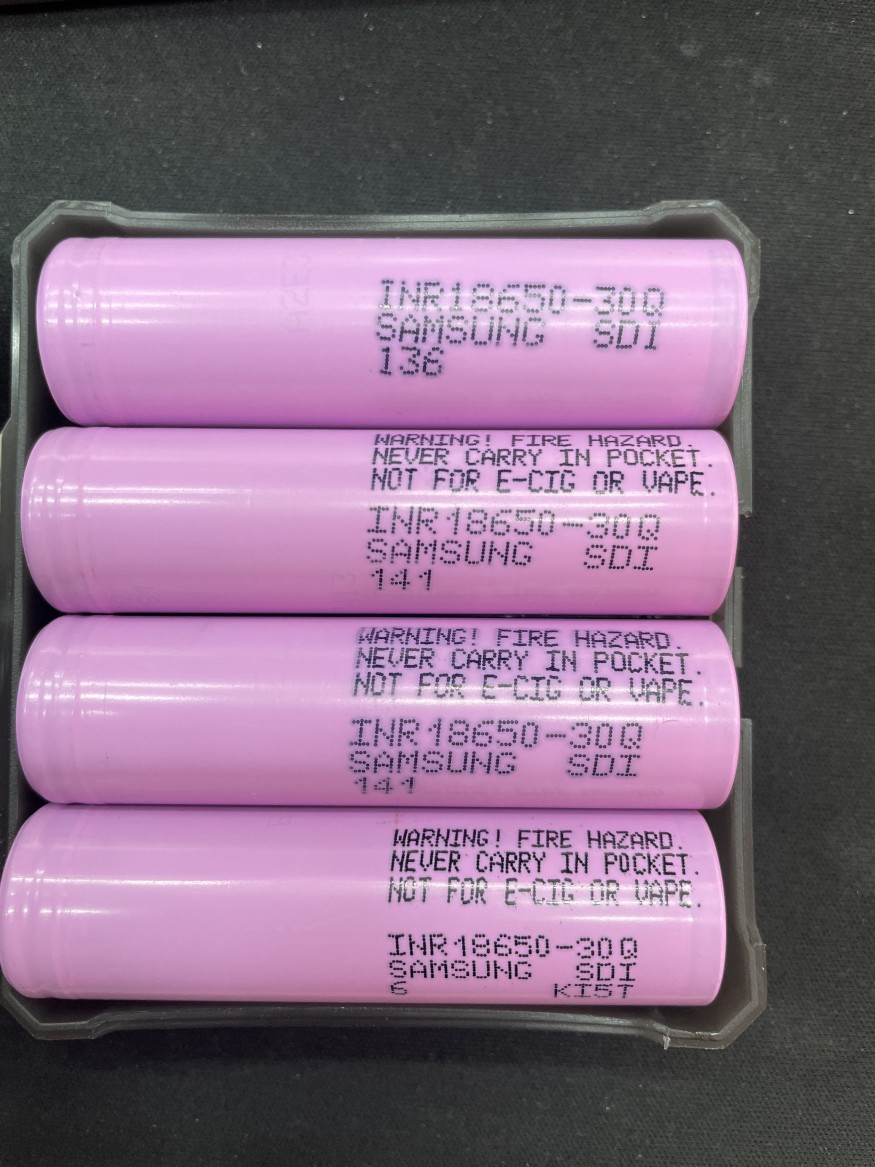 INR18650-30Q
SAMSUNG SDI
136
WARNING! FIRE HAZARD.
NEVER CARRY IN POCKET.
NOT FOR E-CIG OR VAPE.
INR18650-30Q
SAMSUNG SDI
141
WARNING! FIRE HAZARD.
NEVER CARRY IN POCKET.
NOT FOR E-CIG OR VAPE.
INR18650-30Q
SAMSUNG SDI
141
WARNING! FIRE HAZARD.
NEVER CARRY IN POCKET.
NOT FOR E-CIG OR VAPE.
INR18650-30Q
SAMSUNG SDI
6 KI5T